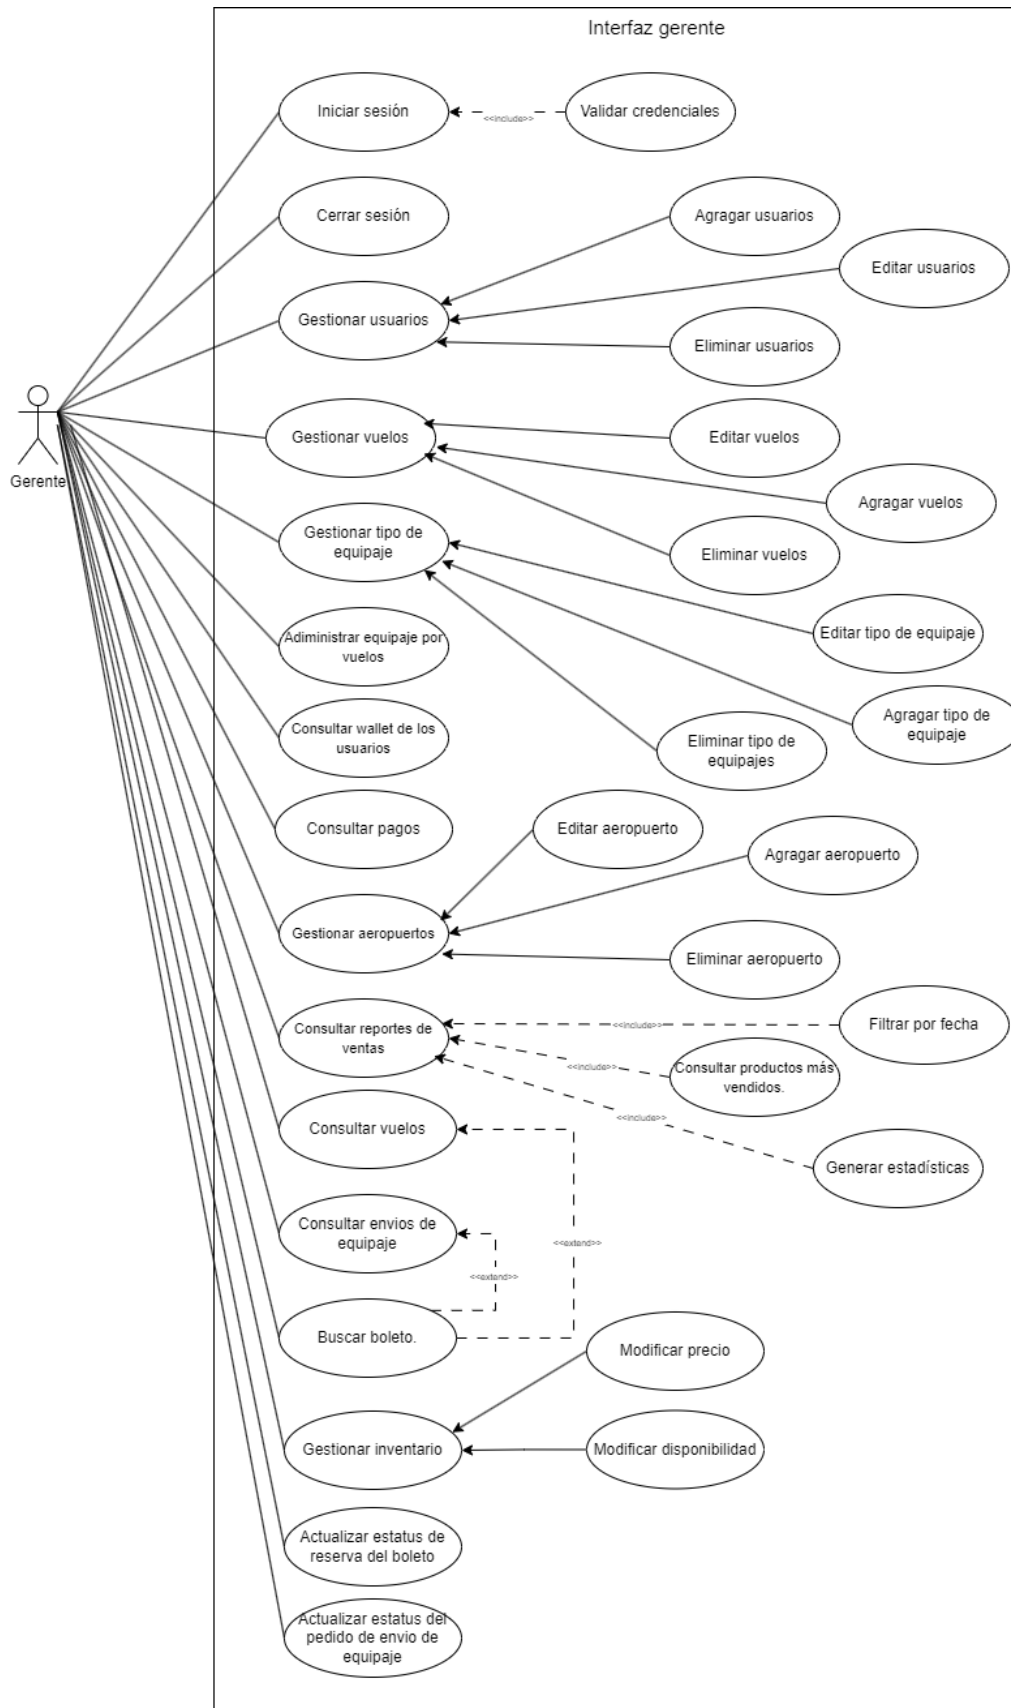 Interfaz gerente
Iniciar sesión
<<include>>
Validar credenciales
Cerrar sesión
Agragar usuarios
Editar usuarios
Gestionar usuarios
Eliminar usuarios
Gerente
Gestionar vuelos
Editar vuelos
Agragar vuelos
Eliminar vuelos
Gestionar tipo de
equipaje
Editar tipo de equipaje
Adiministrar equipaje por
vuelos
Agragar tipo de
equipaje
Consultar wallet de los
usuarios
Eliminar tipo de
equipajes
Consultar pagos
Editar aeropuerto
Agragar aeropuerto
Gestionar aeropuertos
Eliminar aeropuerto
Consultar reportes de
ventas
<<include>>
Filtrar por fecha
<<include>>
Consultar productos más
vendidos.
<<include>>
Generar estadísticas
Consultar vuelos
Consultar envios de
equipaje
<<extend>>
<<extend>>
Buscar boleto.
Modificar precio
Gestionar inventario
Modificar disponibilidad
Actualizar estatus de
reserva del boleto
Actualizar estatus del
pedido de envio de
equipaje